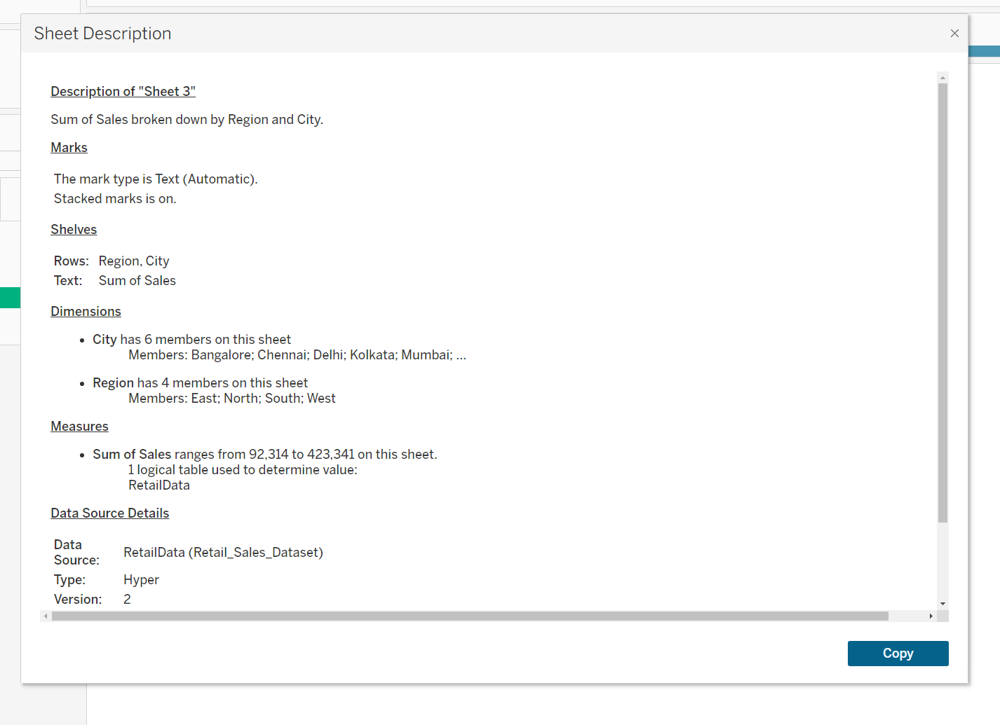 Sheet Description
Description of "Sheet 3"
Sum of Sales broken down by Region and City.
Marks
The mark type is Text (Automatic).
Stacked marks is on.
Shelves
Rows: Region, City
Text: Sum of Sales
Dimensions
• City has 6 members on this sheet
Members: Bangalore; Chennai; Delhi; Kolkata; Mumbai; ...
• Region has 4 members on this sheet
Members: East; North; South; West
Measures
• Sum of Sales ranges from 92,314 to 423,341 on this sheet.
1 logical table used to determine value:
RetailData
Data Source Details
Data Source: RetailData (Retail_Sales_Dataset)
Type: Hyper
Version: 2
Copy